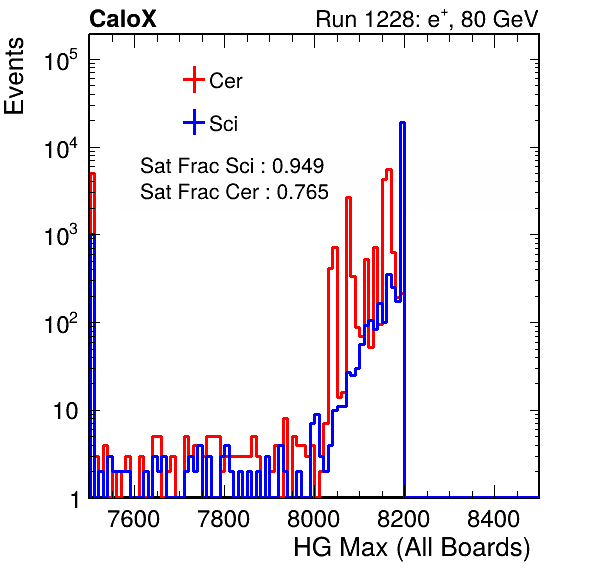 CaloX
Run 1228: e⁺, 80 GeV
Events
10⁵
10⁴
10³
10²
10
1
Cer
Sci
Sat Frac Sci : 0.949
Sat Frac Cer : 0.765
7600 7800 8000 8200 8400
HG Max (All Boards)